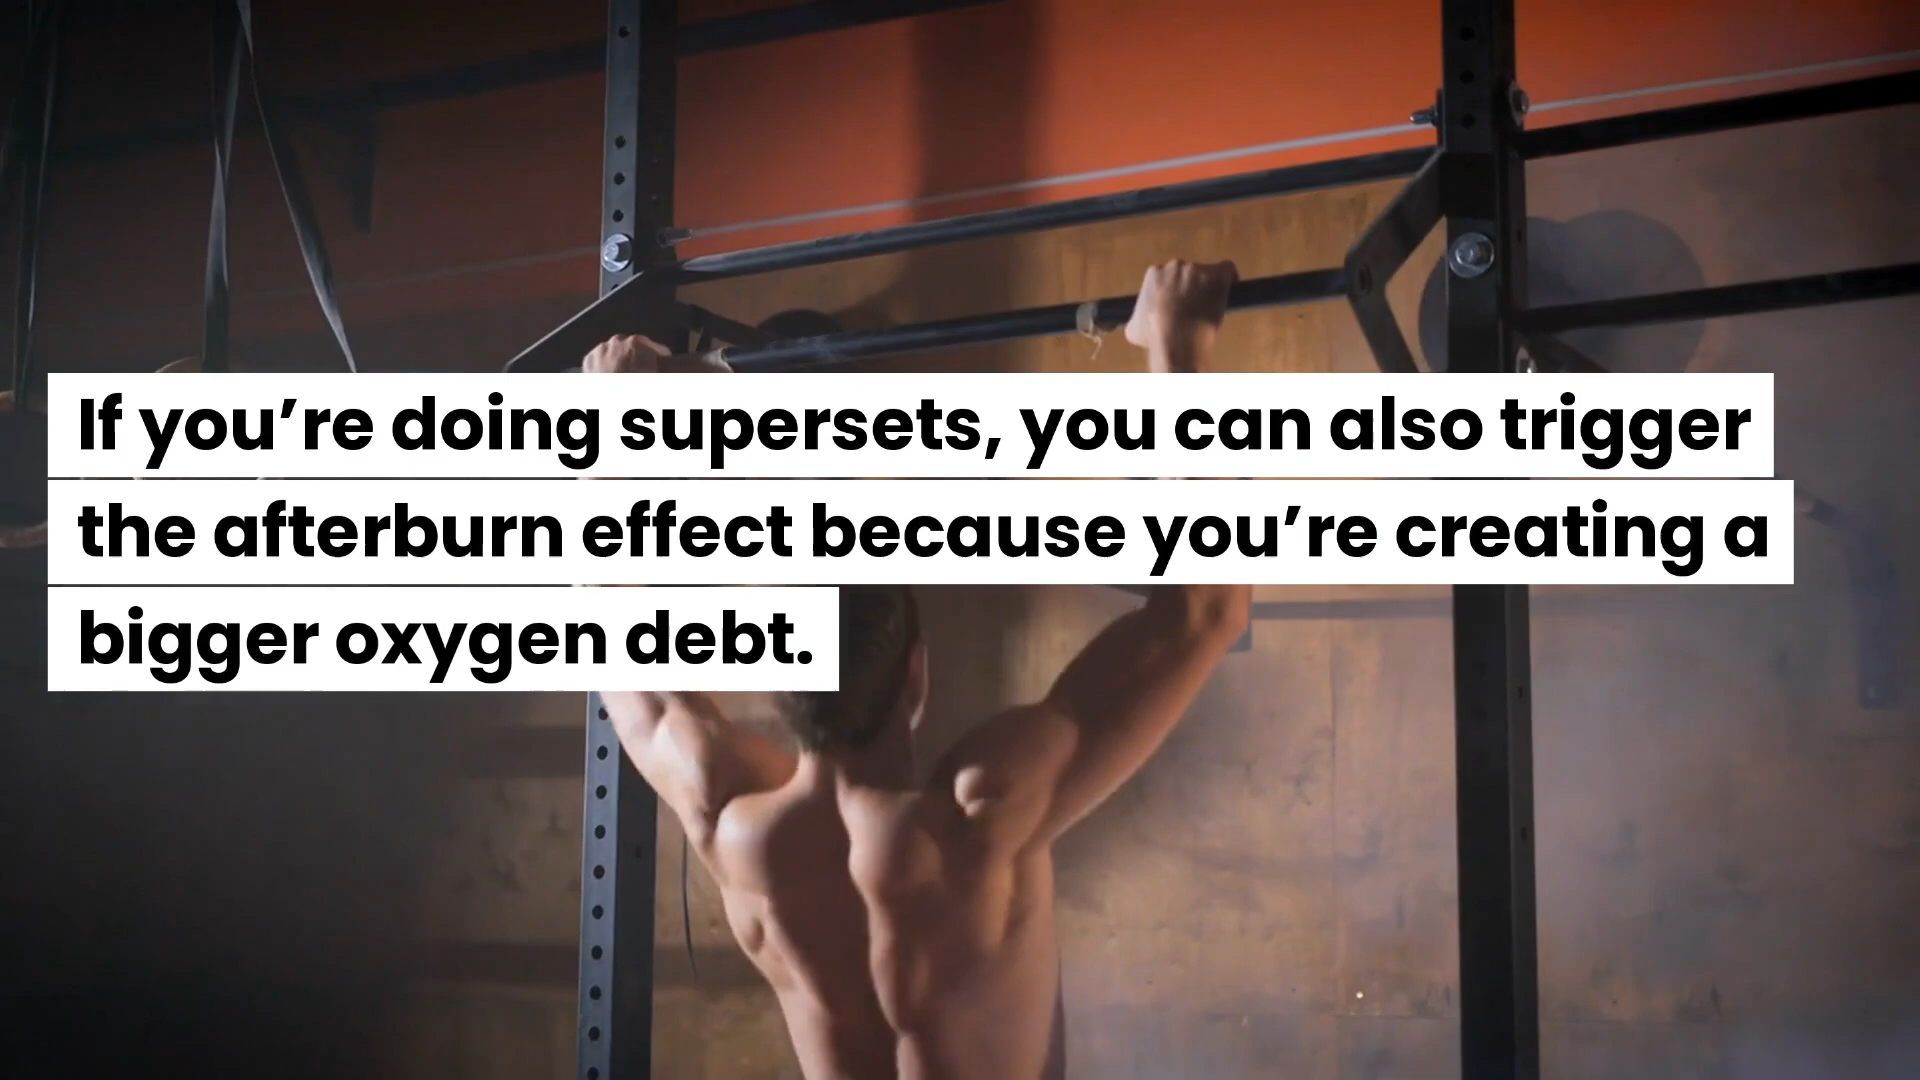 If you’re doing supersets, you can also trigger
the afterburn effect because you’re creating a
bigger oxygen debt.